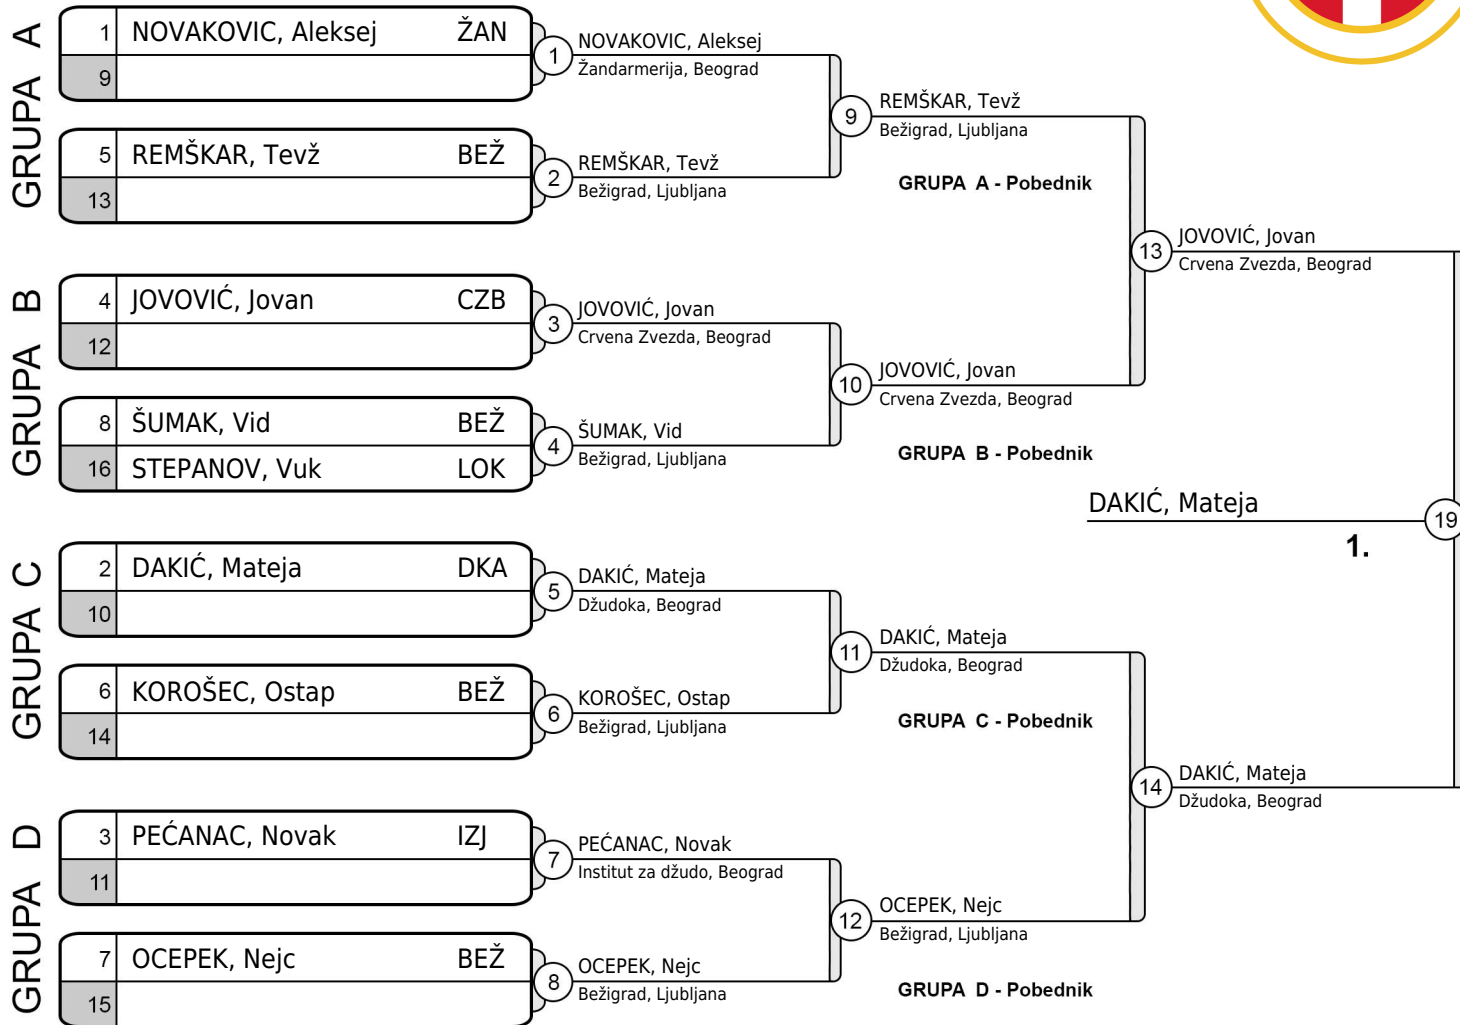 GRUPA A
1 NOVAKOVIC, Aleksej ŽAN
9
5 REMŠKAR, Tevž BEŽ
13
GRUPA B
4 JOVOVIĆ, Jovan CZB
12
8 ŠUMAK, Vid BEŽ
16 STEPANOV, Vuk LOK
GRUPA C
2 DAKIĆ, Mateja DKA
10
6 KOROŠEC, Ostap BEŽ
14
GRUPA D
3 PEĆANAC, Novak IZJ
11
7 OCEPEK, Nejc BEŽ
15
1 NOVAKOVIC, Aleksej
Žandarmerija, Beograd
2 REMŠKAR, Tevž
Bežigrad, Ljubljana
3 JOVOVIĆ, Jovan
Crvena Zvezda, Beograd
4 ŠUMAK, Vid
Bežigrad, Ljubljana
5 DAKIĆ, Mateja
Džudoka, Beograd
6 KOROŠEC, Ostap
Bežigrad, Ljubljana
7 PEĆANAC, Novak
Institut za džudo, Beograd
8 OCEPEK, Nejc
Bežigrad, Ljubljana
9 REMŠKAR, Tevž
Bežigrad, Ljubljana
GRUPA A - Pobednik
10 JOVOVIĆ, Jovan
Crvena Zvezda, Beograd
GRUPA B - Pobednik
11 DAKIĆ, Mateja
Džudoka, Beograd
GRUPA C - Pobednik
12 OCEPEK, Nejc
Bežigrad, Ljubljana
GRUPA D - Pobednik
13 JOVOVIĆ, Jovan
Crvena Zvezda, Beograd
14 DAKIĆ, Mateja
Džudoka, Beograd
DAKIĆ, Mateja 19
1.